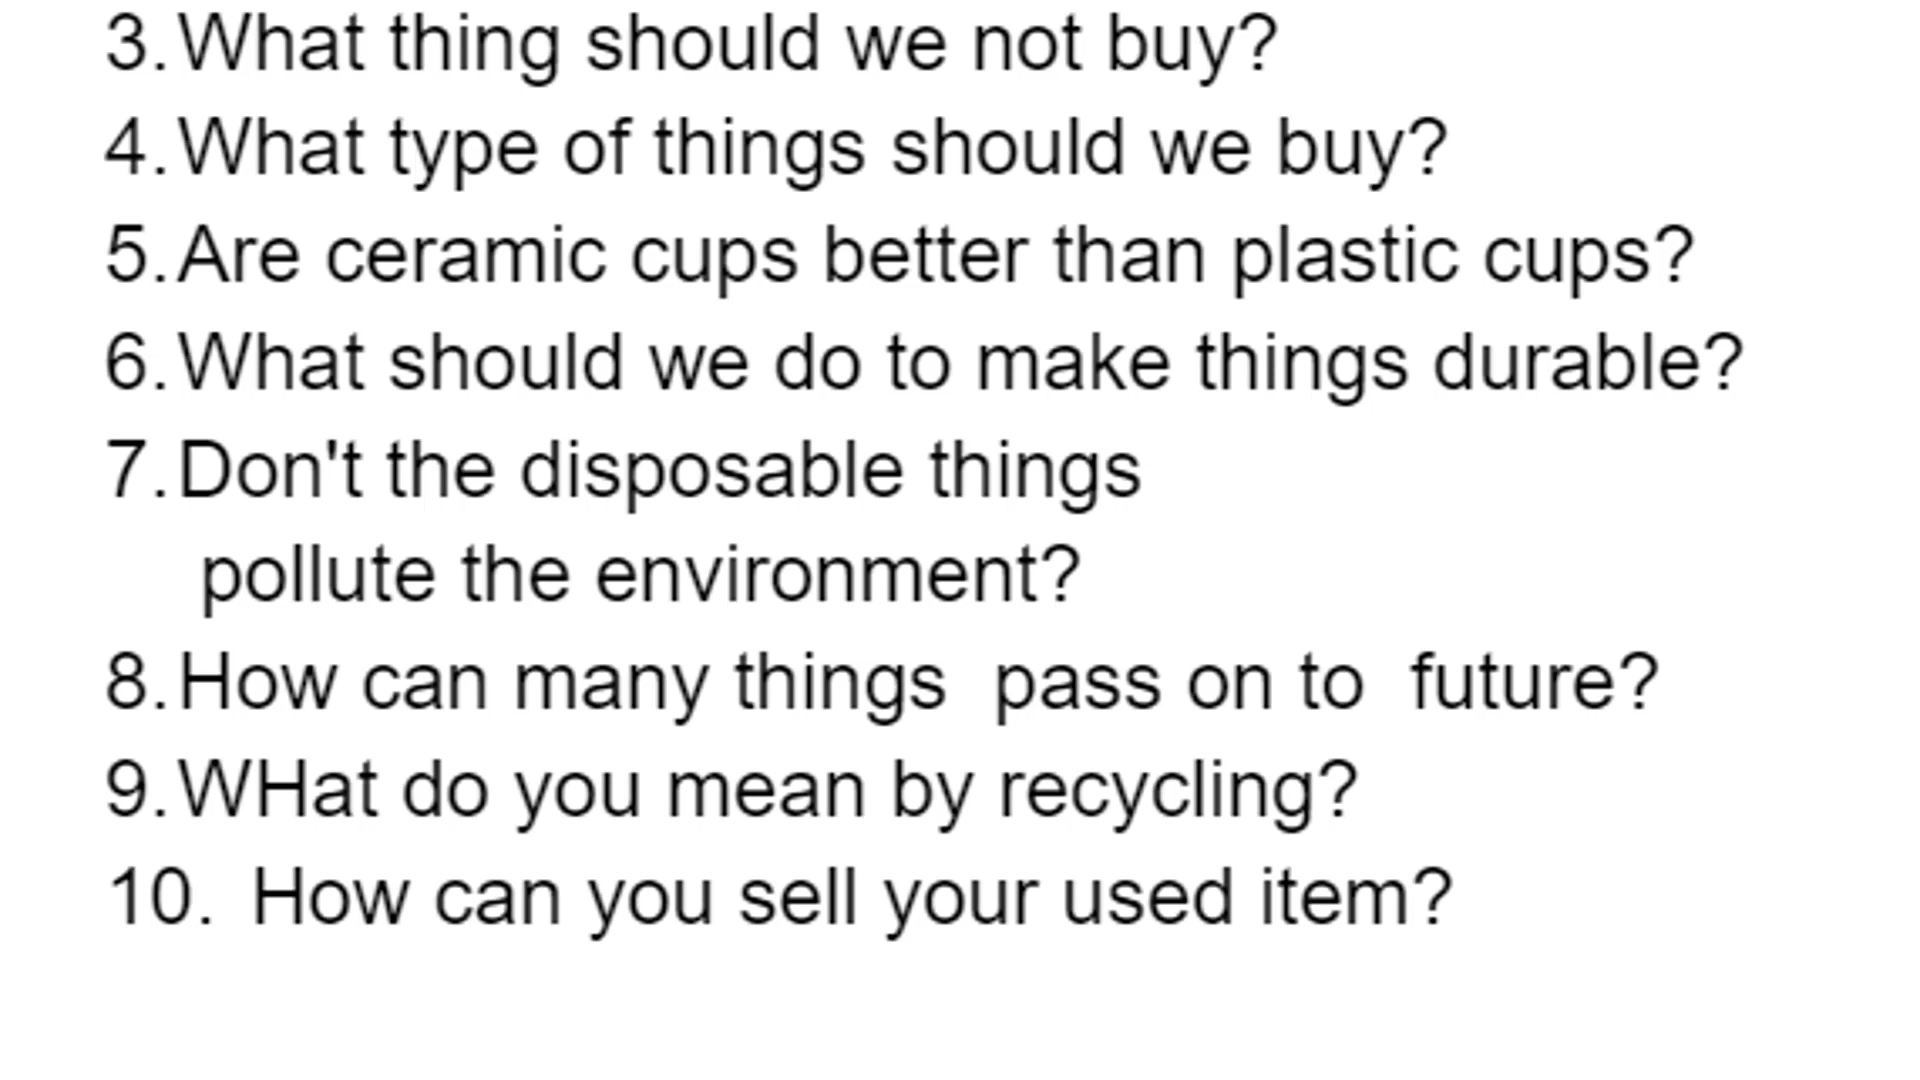 3.What thing should we not buy?
4.What type of things should we buy?
5.Are ceramic cups better than plastic cups?
6.What should we do to make things durable?
7.Don't the disposable things
pollute the environment?
8.How can many things  pass on to  future?
9.WHat do you mean by recycling?
10. How can you sell your used item?